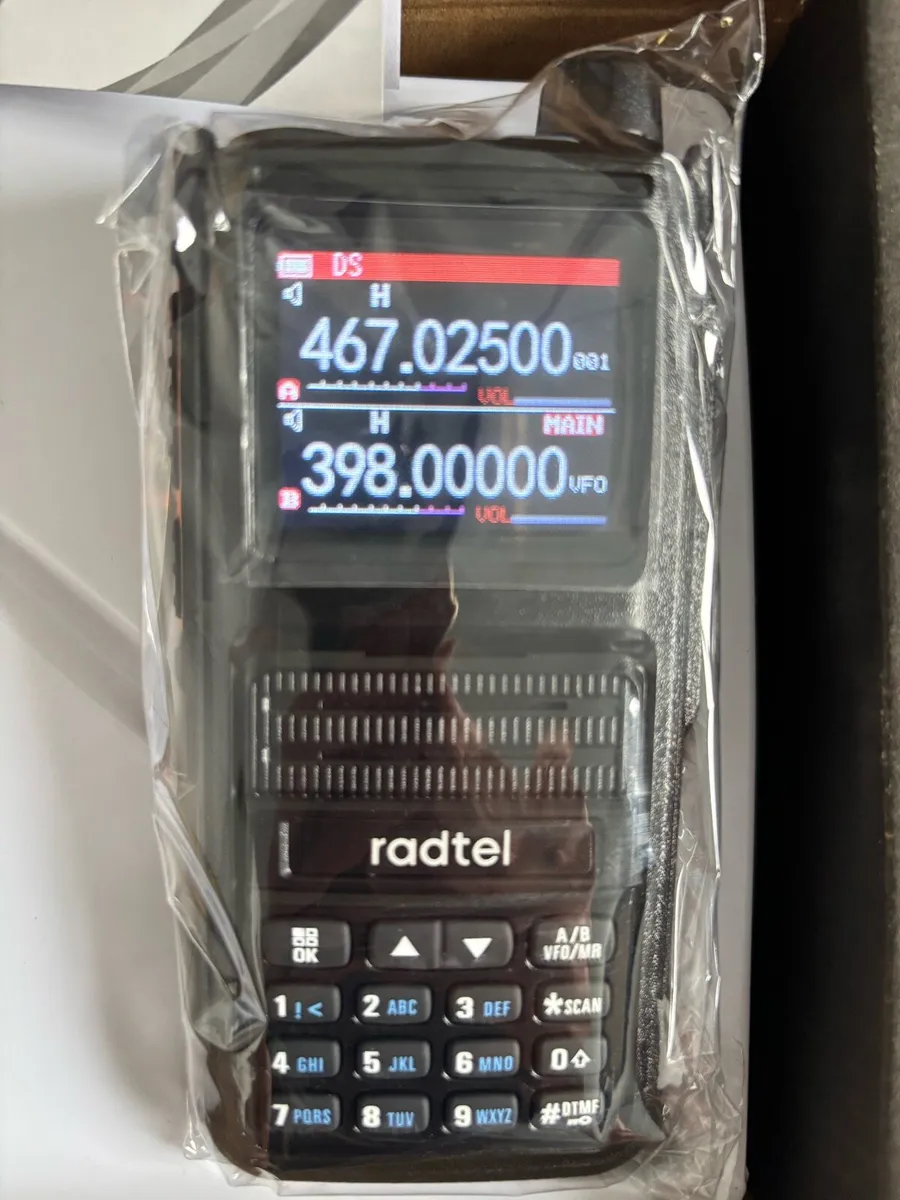 DS
H
467.02500 001
A
VOL
H MAIN
398.00000 VFO
B
VOL
radtel
OK
A/B
VFO/MR
1 !< 2 ABC 3 DEF *SCAN
4 GHI 5 JKL 6 MNO 0
7 PQRS 8 TUV 9 WXYZ #DTMF